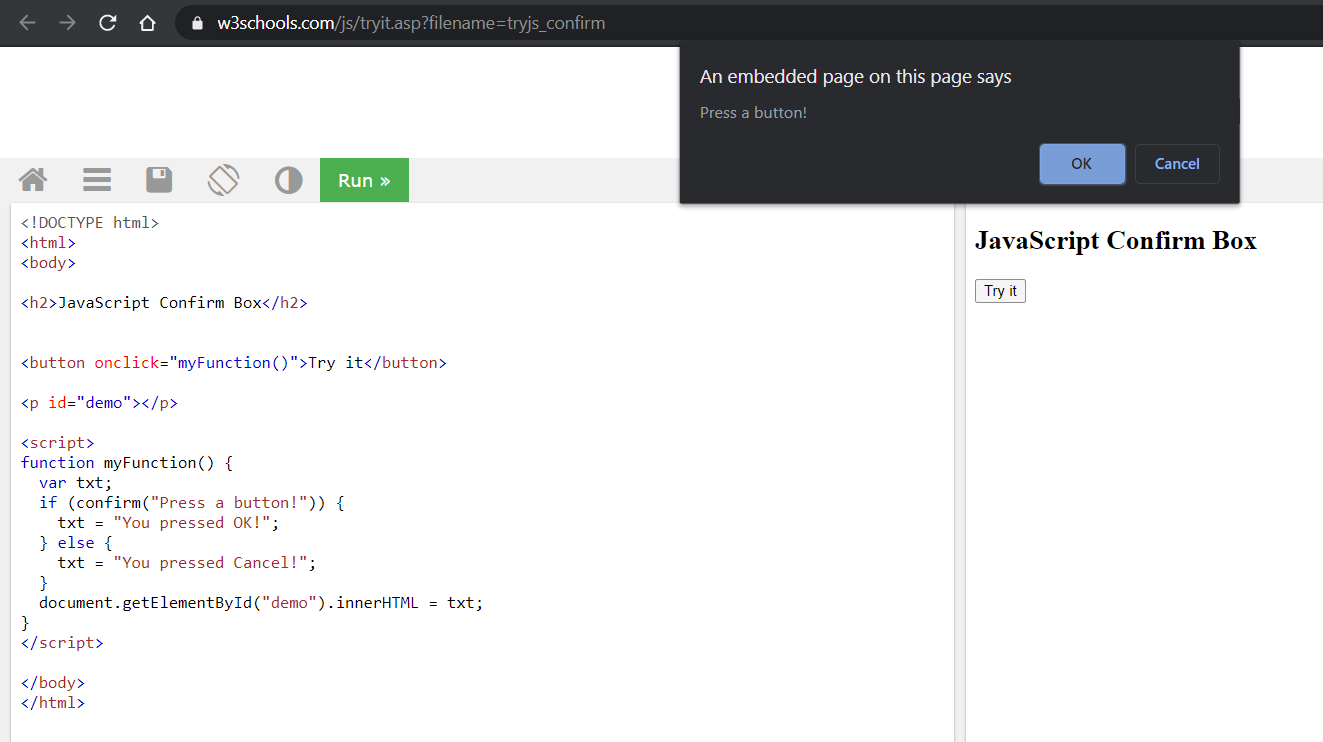 w3schools.com/js/tryit.asp?filename=tryjs_confirm
An embedded page on this page says
Press a button!
OK Cancel
Run »
<!DOCTYPE html>
<html>
<body>
<h2>JavaScript Confirm Box</h2>
<button onclick="myFunction()">Try it</button>
<p id="demo"></p>
<script>
function myFunction() {
  var txt;
  if (confirm("Press a button!")) {
    txt = "You pressed OK!";
  } else {
    txt = "You pressed Cancel!";
  }
  document.getElementById("demo").innerHTML = txt;
}
</script>
</body>
</html>
JavaScript Confirm Box
Try it